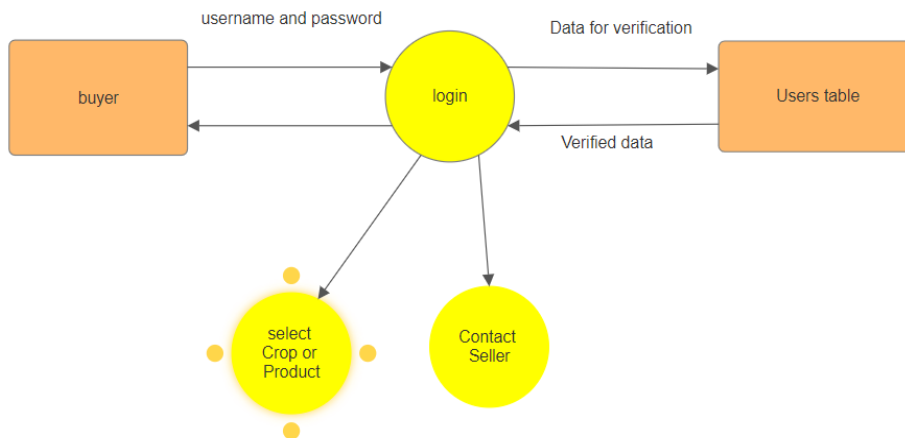 username and password
Data for verification
buyer
login
Users table
Verified data
select
Crop or
Product
Contact
Seller